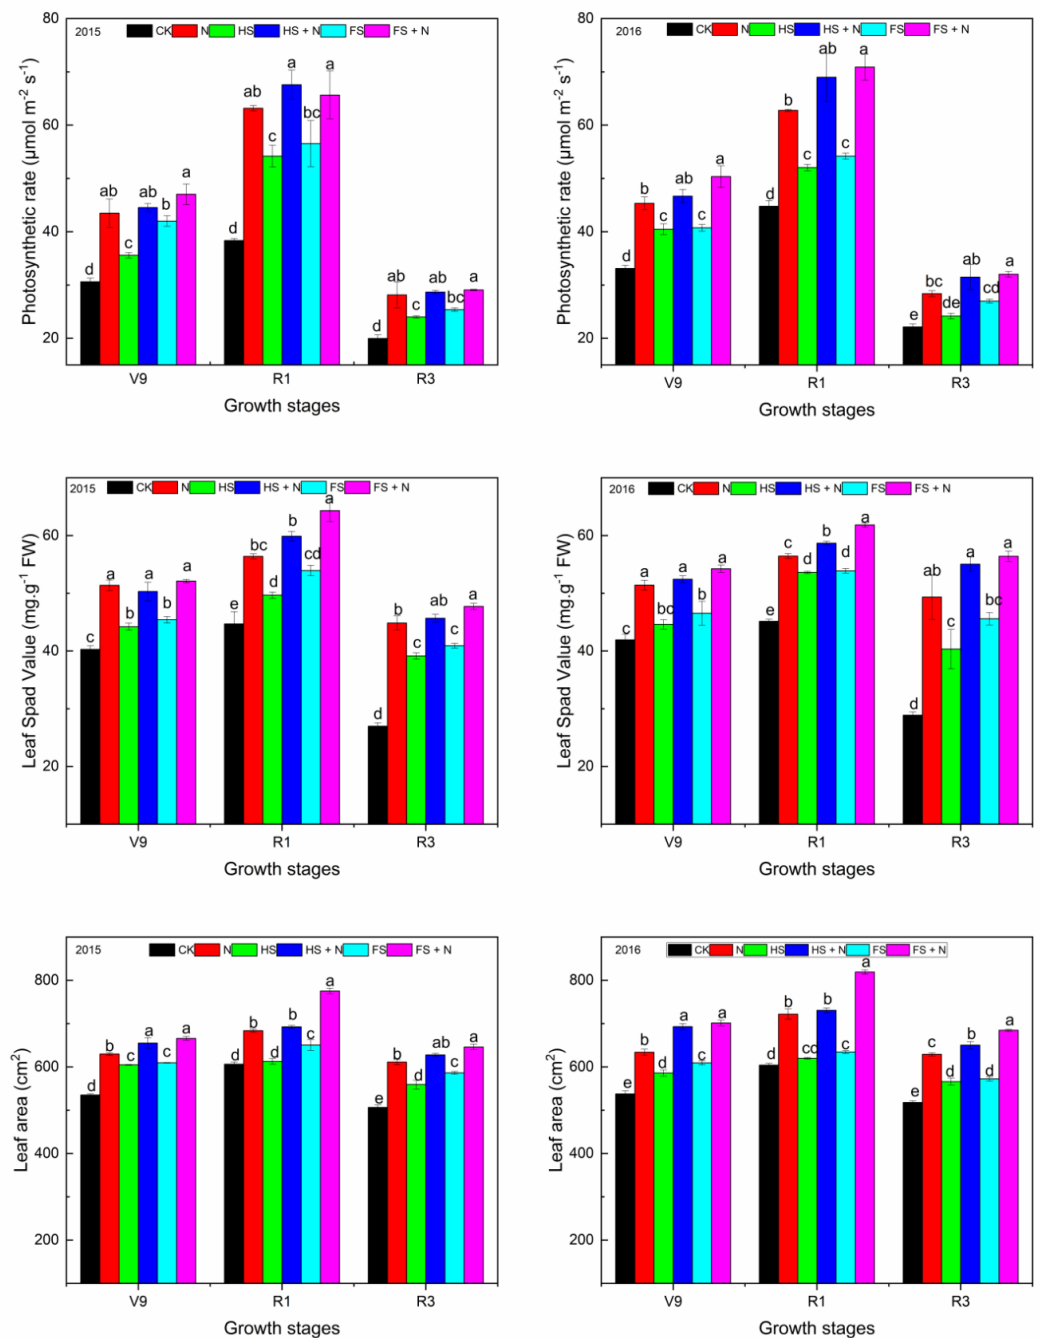 2015 CK N HS HS + N FS FS + N
80
60
40
20
Photosynthetic rate (µmol m⁻² s⁻¹)
d ab c ab b a
d ab c a bc a
d ab c ab bc a
V9 R1 R3
Growth stages
2016 CK N HS HS + N FS FS + N
80
60
40
20
Photosynthetic rate (µmol m⁻² s⁻¹)
d b c ab c a
d b c ab c a
e bc de ab cd a
V9 R1 R3
Growth stages
2015 CK N HS HS + N FS FS + N
60
40
20
Leaf Spad Value (mg.g⁻¹ FW)
c a b a b a
e bc d b cd a
d b c ab c a
V9 R1 R3
Growth stages
2016 CK N HS HS + N FS FS + N
60
40
20
Leaf Spad Value (mg.g⁻¹ FW)
c a bc a b a
e c d b d a
d ab c a bc a
V9 R1 R3
Growth stages
2015 CK N HS HS + N FS FS + N
800
600
400
200
Leaf area (cm²)
d b c a c a
d b d b c a
e b d ab c a
V9 R1 R3
Growth stages
2016 CK N HS HS + N FS FS + N
800
600
400
200
Leaf area (cm²)
e b d a c a
d b cd b c a
e c d b d a
V9 R1 R3
Growth stages